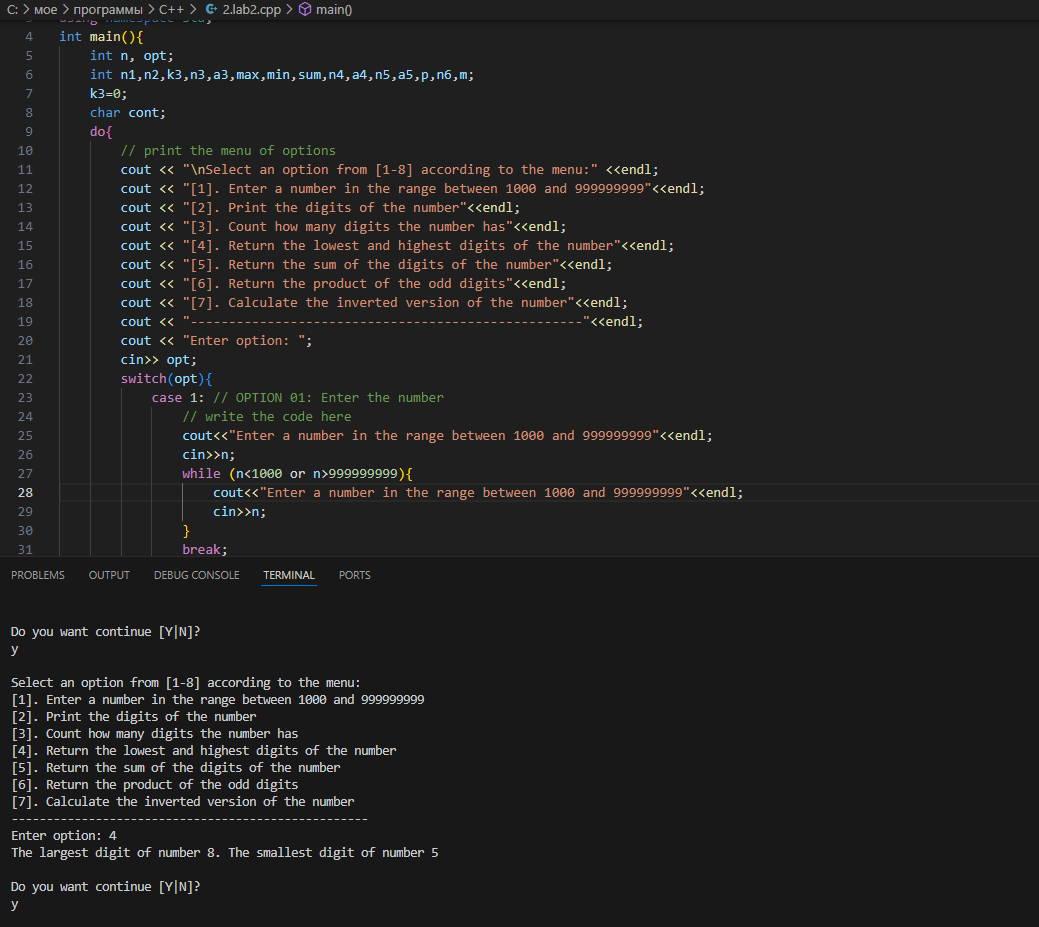 C: > мое > программы > C++ > 2.lab2.cpp > main()
3 using namespace std;
4 int main(){
5 int n, opt;
6 int n1,n2,k3,n3,a3,max,min,sum,n4,a4,n5,a5,p,n6,m;
7 k3=0;
8 char cont;
9 do{
10 // print the menu of options
11 cout << "\nSelect an option from [1-8] according to the menu:" <<endl;
12 cout << "[1]. Enter a number in the range between 1000 and 999999999"<<endl;
13 cout << "[2]. Print the digits of the number"<<endl;
14 cout << "[3]. Count how many digits the number has"<<endl;
15 cout << "[4]. Return the lowest and highest digits of the number"<<endl;
16 cout << "[5]. Return the sum of the digits of the number"<<endl;
17 cout << "[6]. Return the product of the odd digits"<<endl;
18 cout << "[7]. Calculate the inverted version of the number"<<endl;
19 cout << "---------------------------------------------------"<<endl;
20 cout << "Enter option: ";
21 cin>> opt;
22 switch(opt){
23 case 1: // OPTION 01: Enter the number
24 // write the code here
25 cout<<"Enter a number in the range between 1000 and 999999999"<<endl;
26 cin>>n;
27 while (n<1000 or n>999999999){
28 cout<<"Enter a number in the range between 1000 and 999999999"<<endl;
29 cin>>n;
30 }
31 break;
PROBLEMS OUTPUT DEBUG CONSOLE TERMINAL PORTS
Do you want continue [Y|N]?
y
Select an option from [1-8] according to the menu:
[1]. Enter a number in the range between 1000 and 999999999
[2]. Print the digits of the number
[3]. Count how many digits the number has
[4]. Return the lowest and highest digits of the number
[5]. Return the sum of the digits of the number
[6]. Return the product of the odd digits
[7]. Calculate the inverted version of the number
---------------------------------------------------
Enter option: 4
The largest digit of number 8. The smallest digit of number 5
Do you want continue [Y|N]?
y